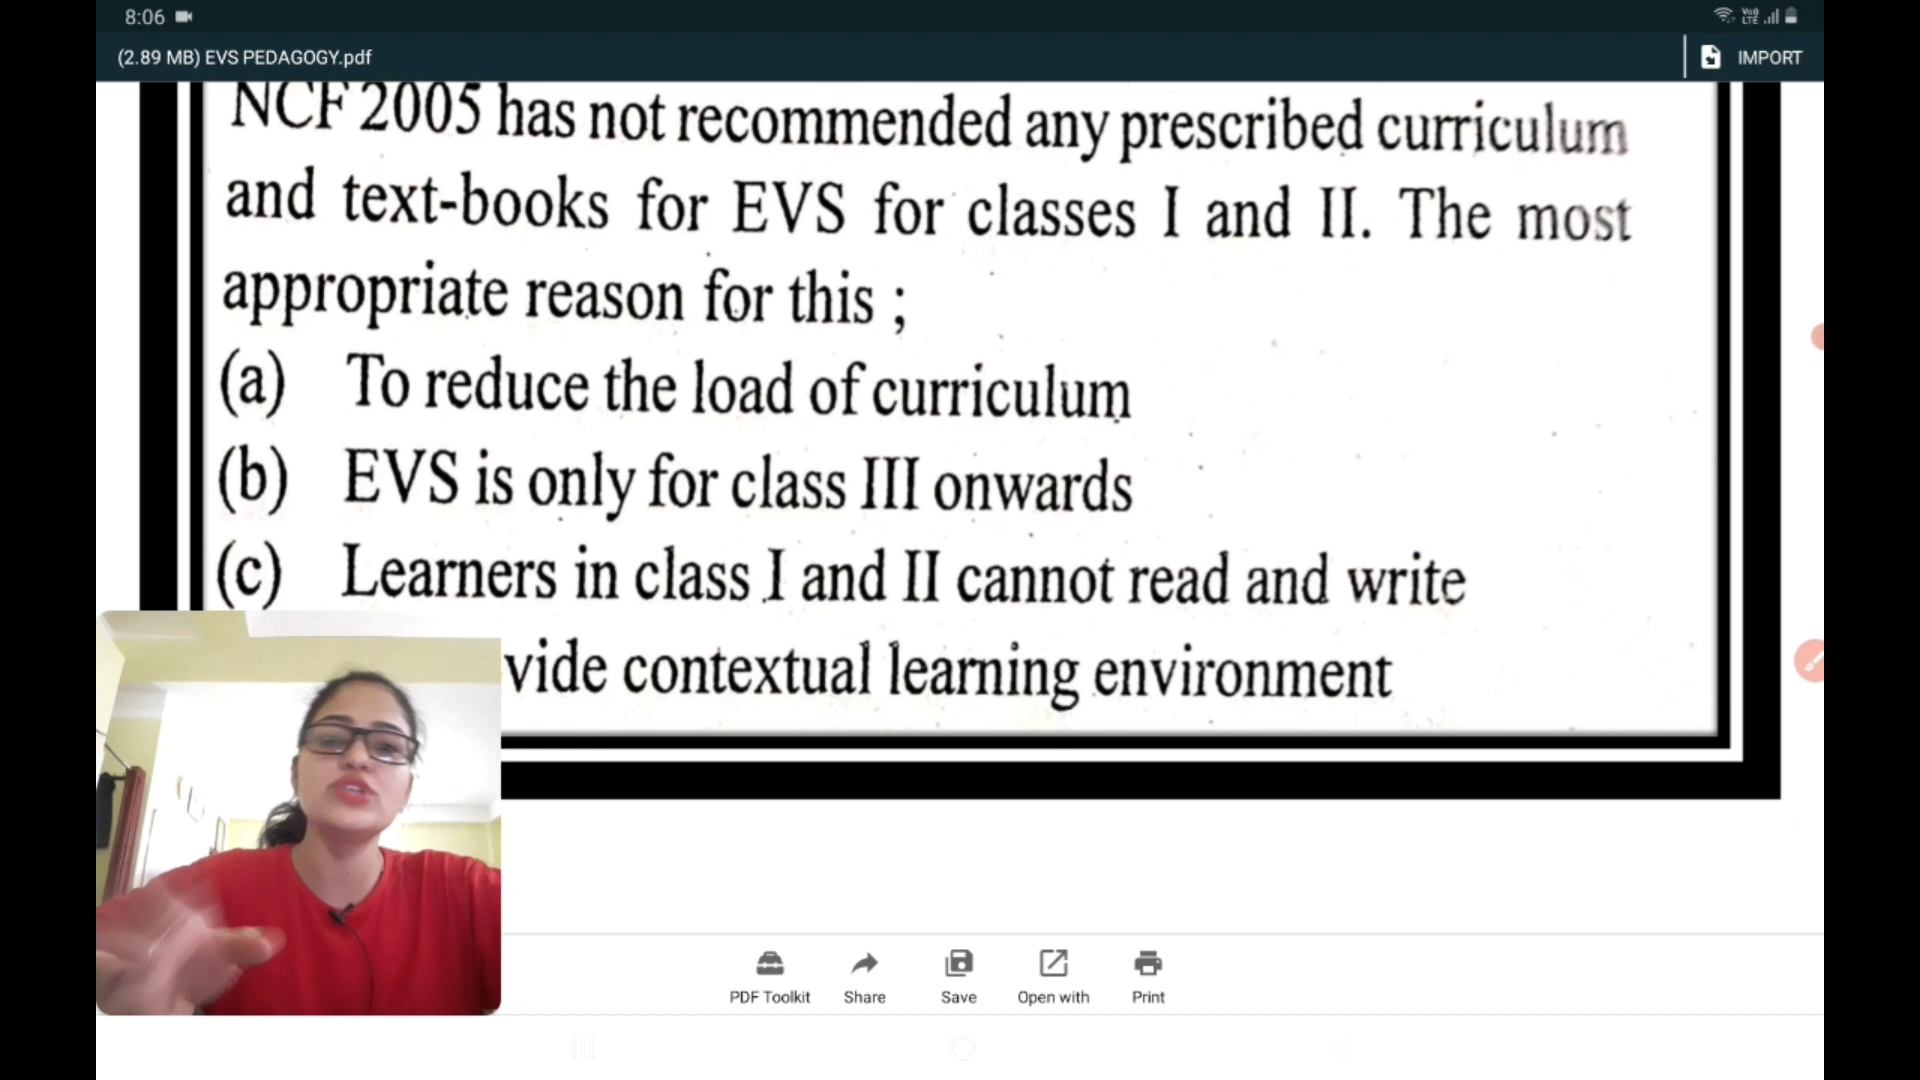 8:06
Vo)) LTE
(2.89 MB) EVS PEDAGOGY.pdf
IMPORT
NCF 2005 has not recommended any prescribed curriculum
and text-books for EVS for classes I and II. The most
appropriate reason for this ;
(a) To reduce the load of curriculum
(b) EVS is only for class III onwards
(c) Learners in class I and II cannot read and write
vide contextual learning environment
PDF Toolkit
Share
Save
Open with
Print